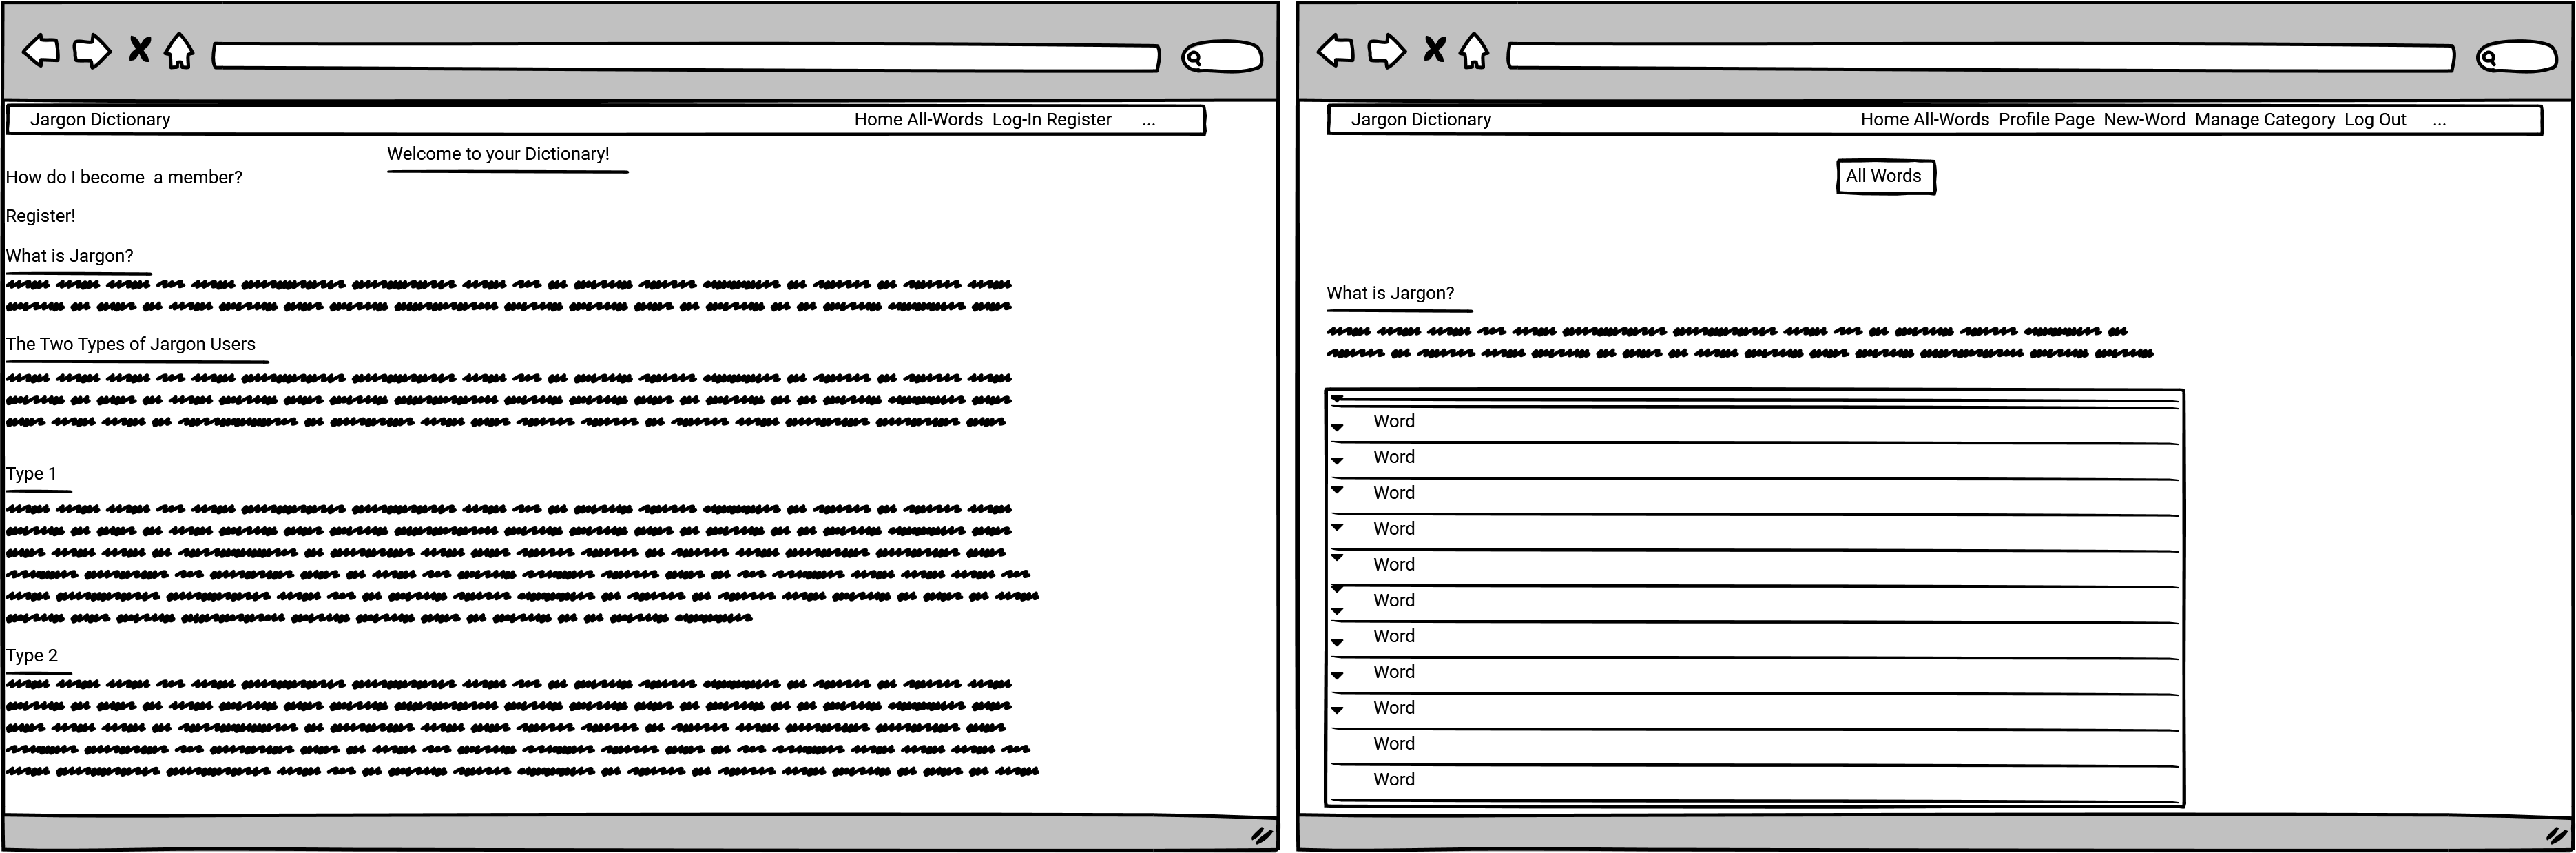 Jargon Dictionary
Home All-Words Log-In Register ...
Welcome to your Dictionary!
How do I become a member?
Register!
What is Jargon?
The Two Types of Jargon Users
Type 1
Type 2
Jargon Dictionary
Home All-Words Profile Page New-Word Manage Category Log Out ...
All Words
What is Jargon?
Word
Word
Word
Word
Word
Word
Word
Word
Word
Word
Word